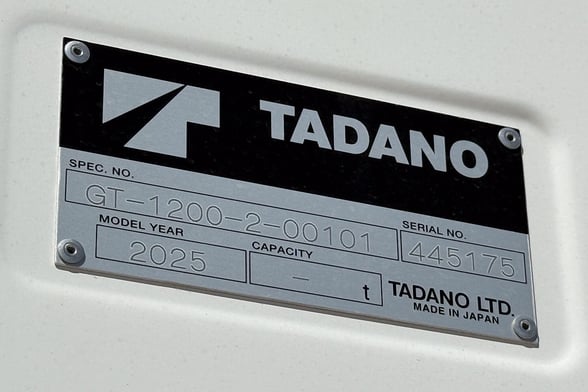 TADANO
SPEC. NO.
GT-1200-2-00101
SERIAL NO.
445175
MODEL YEAR
2025
CAPACITY
— t
TADANO LTD.
MADE IN JAPAN